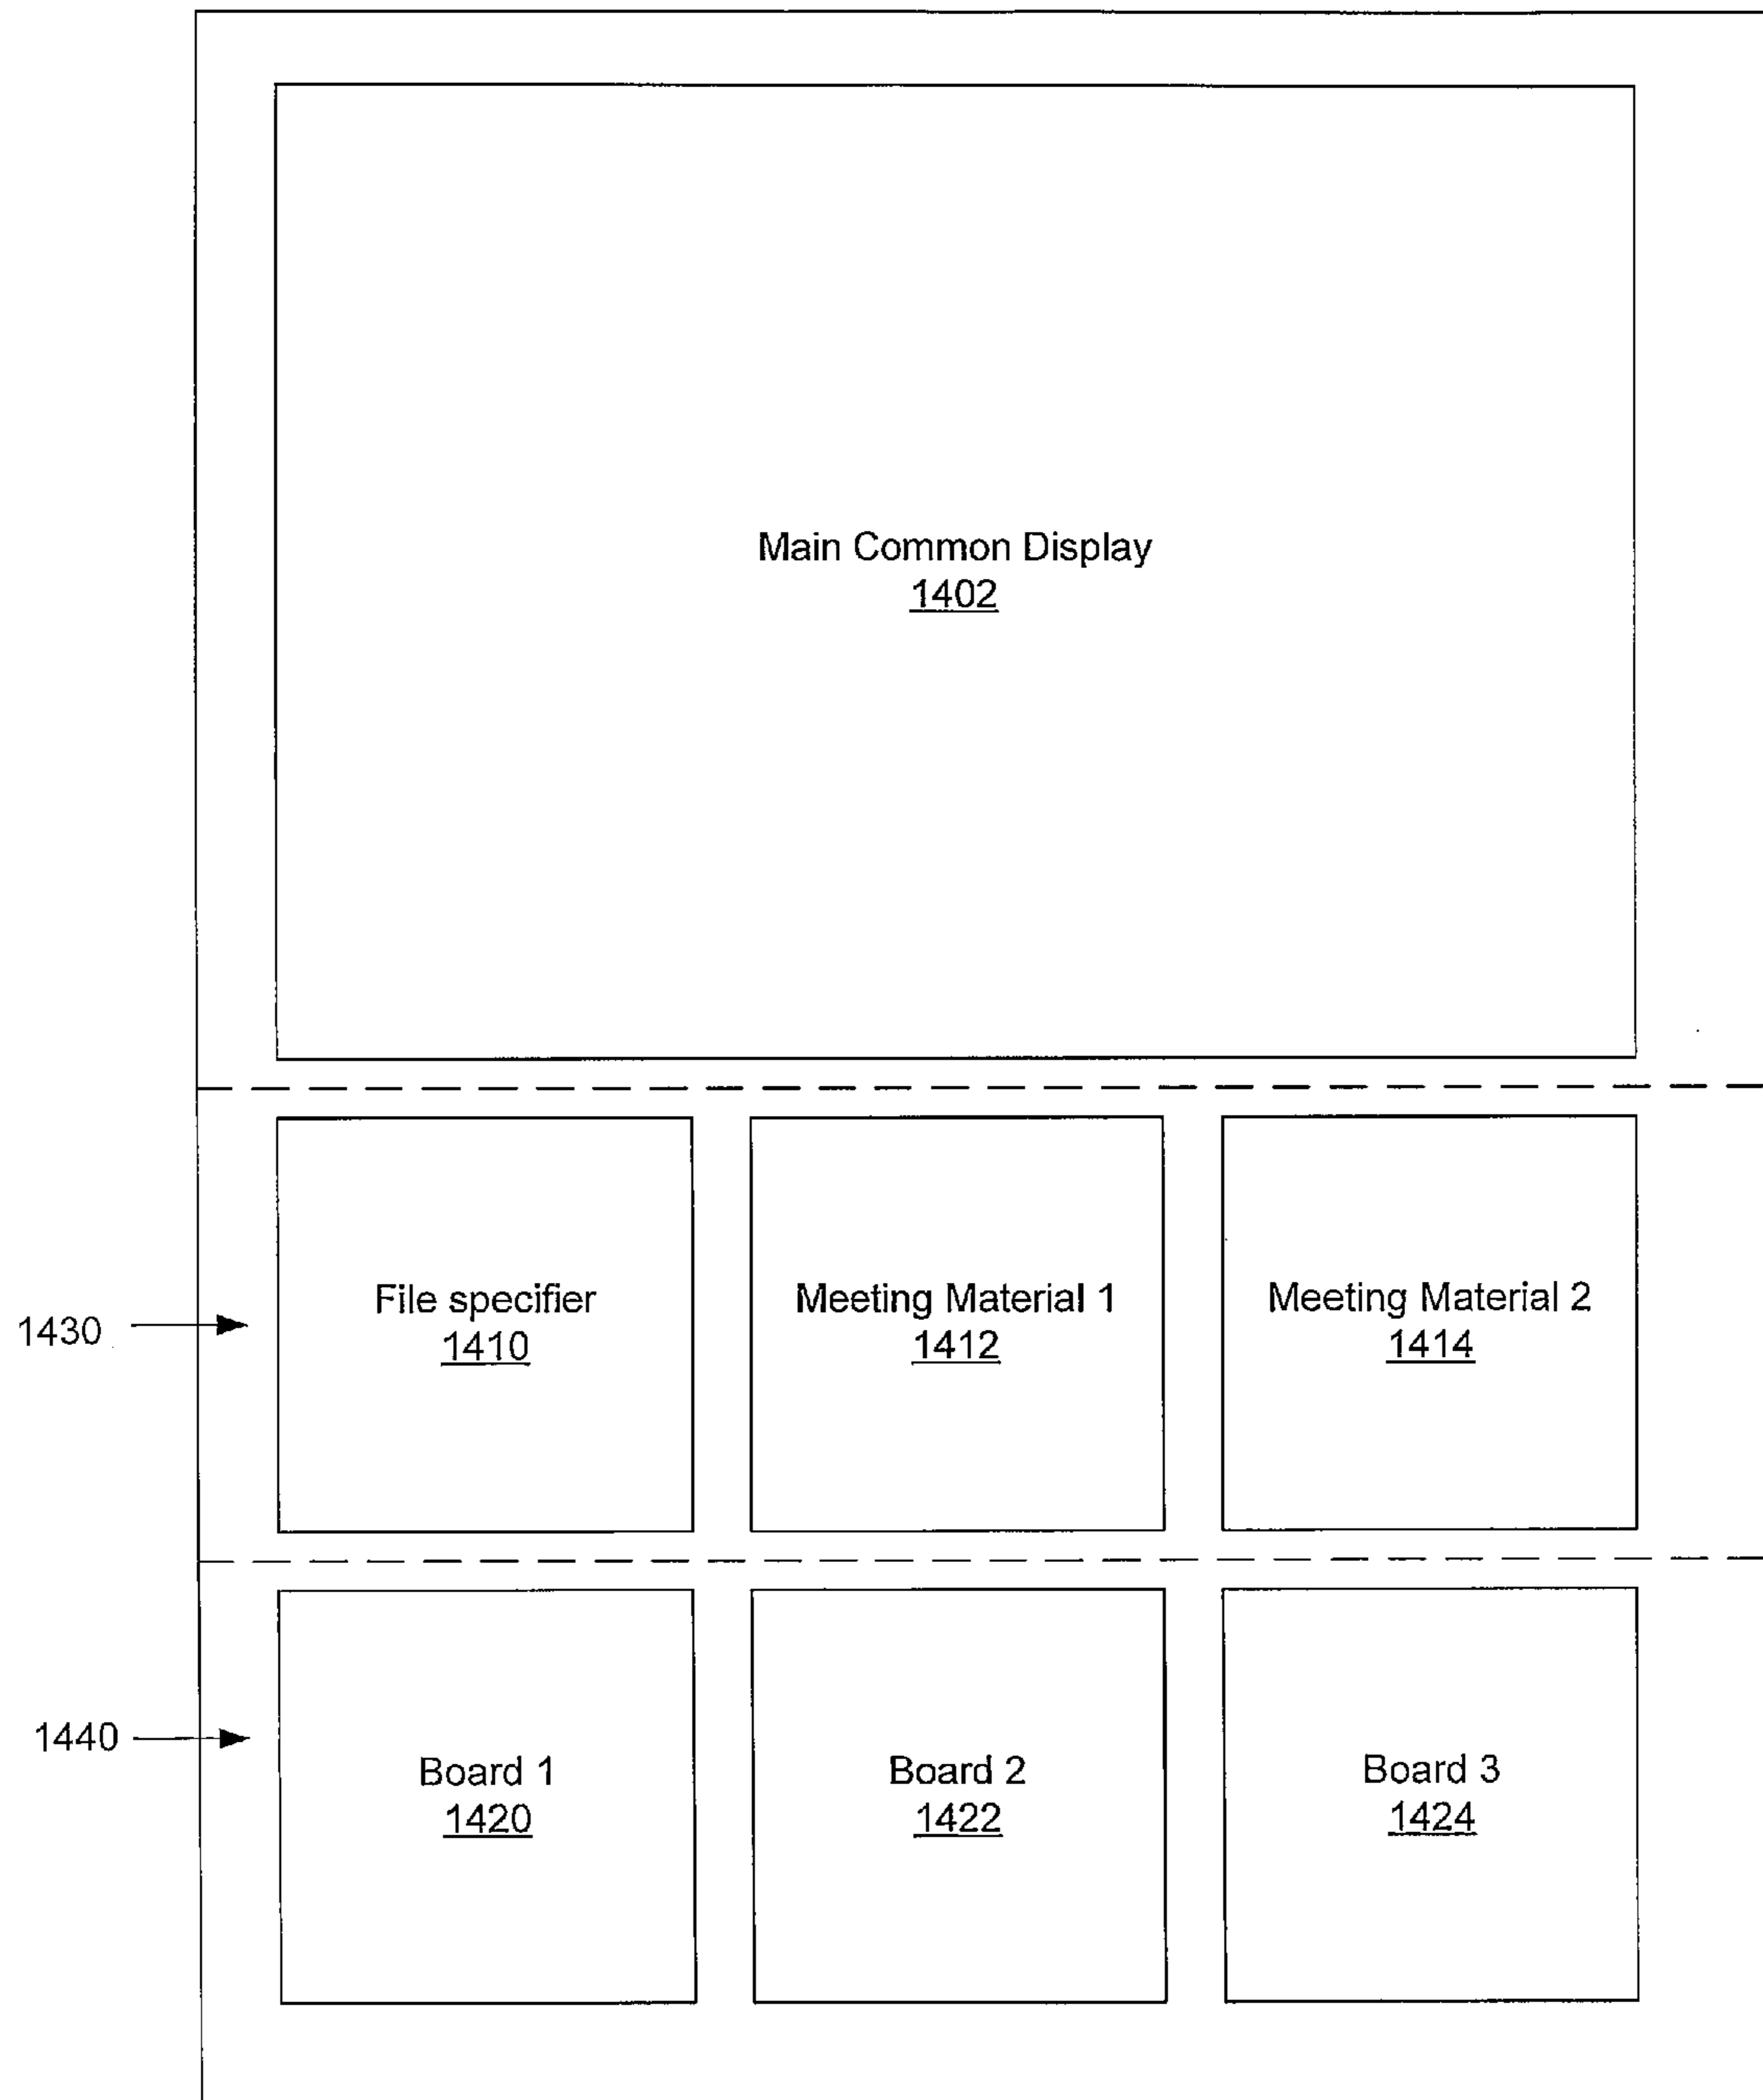 Main Common Display
1402
File specifier
1410
Meeting Material 1
1412
Meeting Material 2
1414
1430
Board 1
1420
Board 2
1422
Board 3
1424
1440